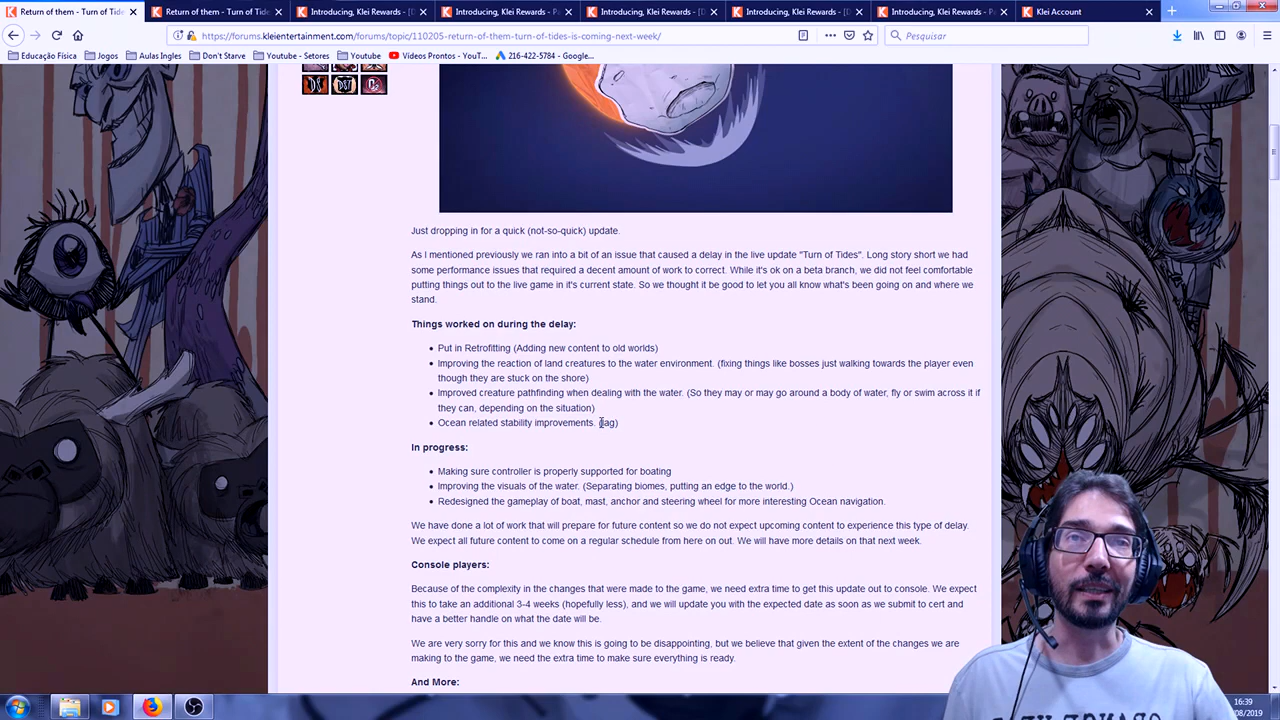 Return of them - Turn of Tide
Return of them - Turn of Tide
Introducing, Klei Rewards - [D
Introducing, Klei Rewards - Po
Introducing, Klei Rewards - [D
Introducing, Klei Rewards - [D
Introducing, Klei Rewards - Po
Klei Account
https://forums.kleientertainment.com/forums/topic/110205-return-of-them-turn-of-tides-is-coming-next-week/
Pesquisar
Educação Física
Jogos
Aulas Ingles
Don't Starve
Youtube - Setores
Youtube
Vídeos Prontos - YouT...
216-422-5784 - Google...
Just dropping in for a quick (not-so-quick) update.
As I mentioned previously we ran into a bit of an issue that caused a delay in the live update "Turn of Tides". Long story short we had
some performance issues that required a decent amount of work to correct. While it's ok on a beta branch, we did not feel comfortable
putting things out to the live game in it's current state. So we thought it be good to let you all know what's been going on and where we
stand.
Things worked on during the delay:
Put in Retrofitting (Adding new content to old worlds)
Improving the reaction of land creatures to the water environment. (fixing things like bosses just walking towards the player even
though they are stuck on the shore)
Improved creature pathfinding when dealing with the water. (So they may or may go around a body of water, fly or swim across it if
they can, depending on the situation)
Ocean related stability improvements. (lag)
In progress:
Making sure controller is properly supported for boating
Improving the visuals of the water. (Separating biomes, putting an edge to the world.)
Redesigned the gameplay of boat, mast, anchor and steering wheel for more interesting Ocean navigation.
We have done a lot of work that will prepare for future content so we do not expect upcoming content to experience this type of delay.
We expect all future content to come on a regular schedule from here on out. We will have more details on that next week.
Console players:
Because of the complexity in the changes that were made to the game, we need extra time to get this update out to console. We expect
this to take an additional 3-4 weeks (hopefully less), and we will update you with the expected date as soon as we submit to cert and
have a better handle on what the date will be.
We are very sorry for this and we know this is going to be disappointing, but we believe that given the extent of the changes we are
making to the game, we need the extra time to make sure everything is ready.
And More:
16:39
/08/2019